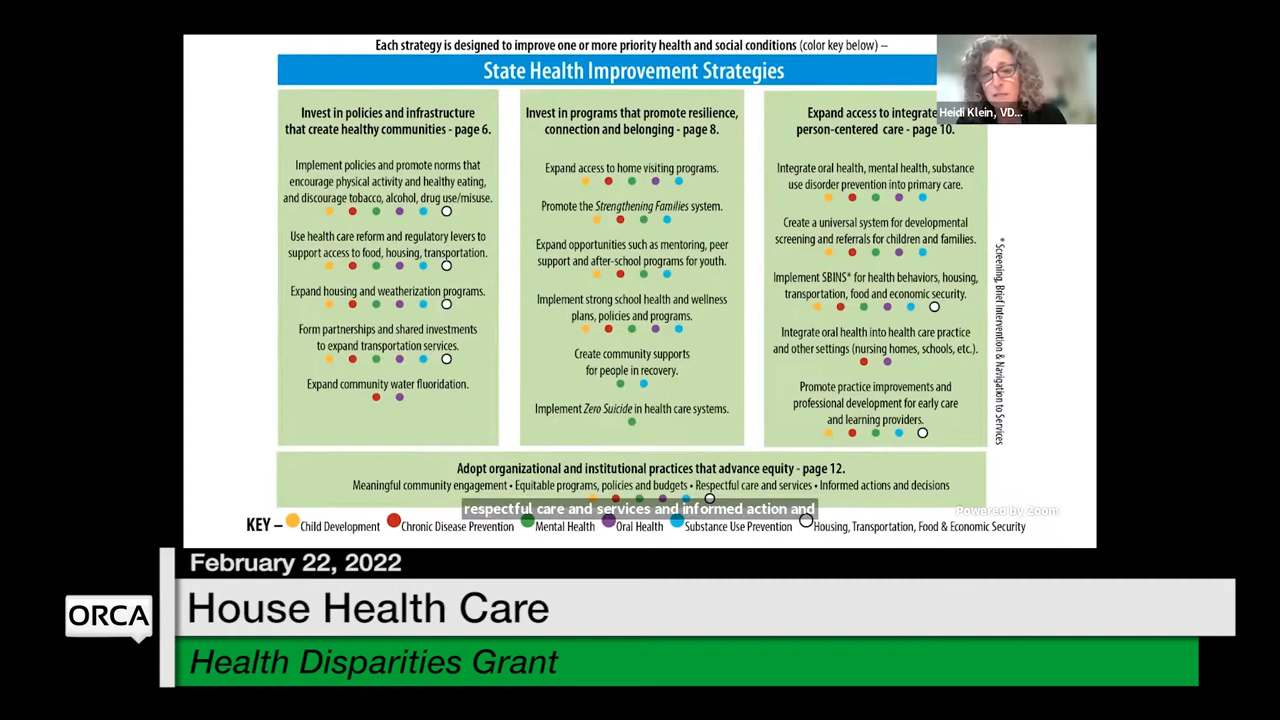 Each strategy is designed to improve one or more priority health and social conditions (color key below) –
State Health Improvement Strategies
Heidi Klein, VD...
Invest in policies and infrastructure
that create healthy communities - page 6.
Implement policies and promote norms that
encourage physical activity and healthy eating,
and discourage tobacco, alcohol, drug use/misuse.
Use health care reform and regulatory levers to
support access to food, housing, transportation.
Expand housing and weatherization programs.
Form partnerships and shared investments
to expand transportation services.
Expand community water fluoridation.
Invest in programs that promote resilience,
connection and belonging - page 8.
Expand access to home visiting programs.
Promote the Strengthening Families system.
Expand opportunities such as mentoring, peer
support and after-school programs for youth.
Implement strong school health and wellness
plans, policies and programs.
Create community supports
for people in recovery.
Implement Zero Suicide in health care systems.
Expand access to integrate
person-centered care - page 10.
Integrate oral health, mental health, substance
use disorder prevention into primary care.
Create a universal system for developmental
screening and referrals for children and families.
Implement SBINS* for health behaviors, housing,
transportation, food and economic security.
Integrate oral health into health care practice
and other settings (nursing homes, schools, etc.).
Promote practice improvements and
professional development for early care
and learning providers.
* Screening, Brief Intervention & Navigation to Services
Adopt organizational and institutional practices that advance equity - page 12.
Meaningful community engagement • Equitable programs, policies and budgets • Respectful care and services • Informed actions and decisions
respectful care and services and informed action and
Powered by Zoom
KEY – Child Development Chronic Disease Prevention Mental Health Oral Health Substance Use Prevention Housing, Transportation, Food & Economic Security
February 22, 2022
ORCA
House Health Care
Health Disparities Grant